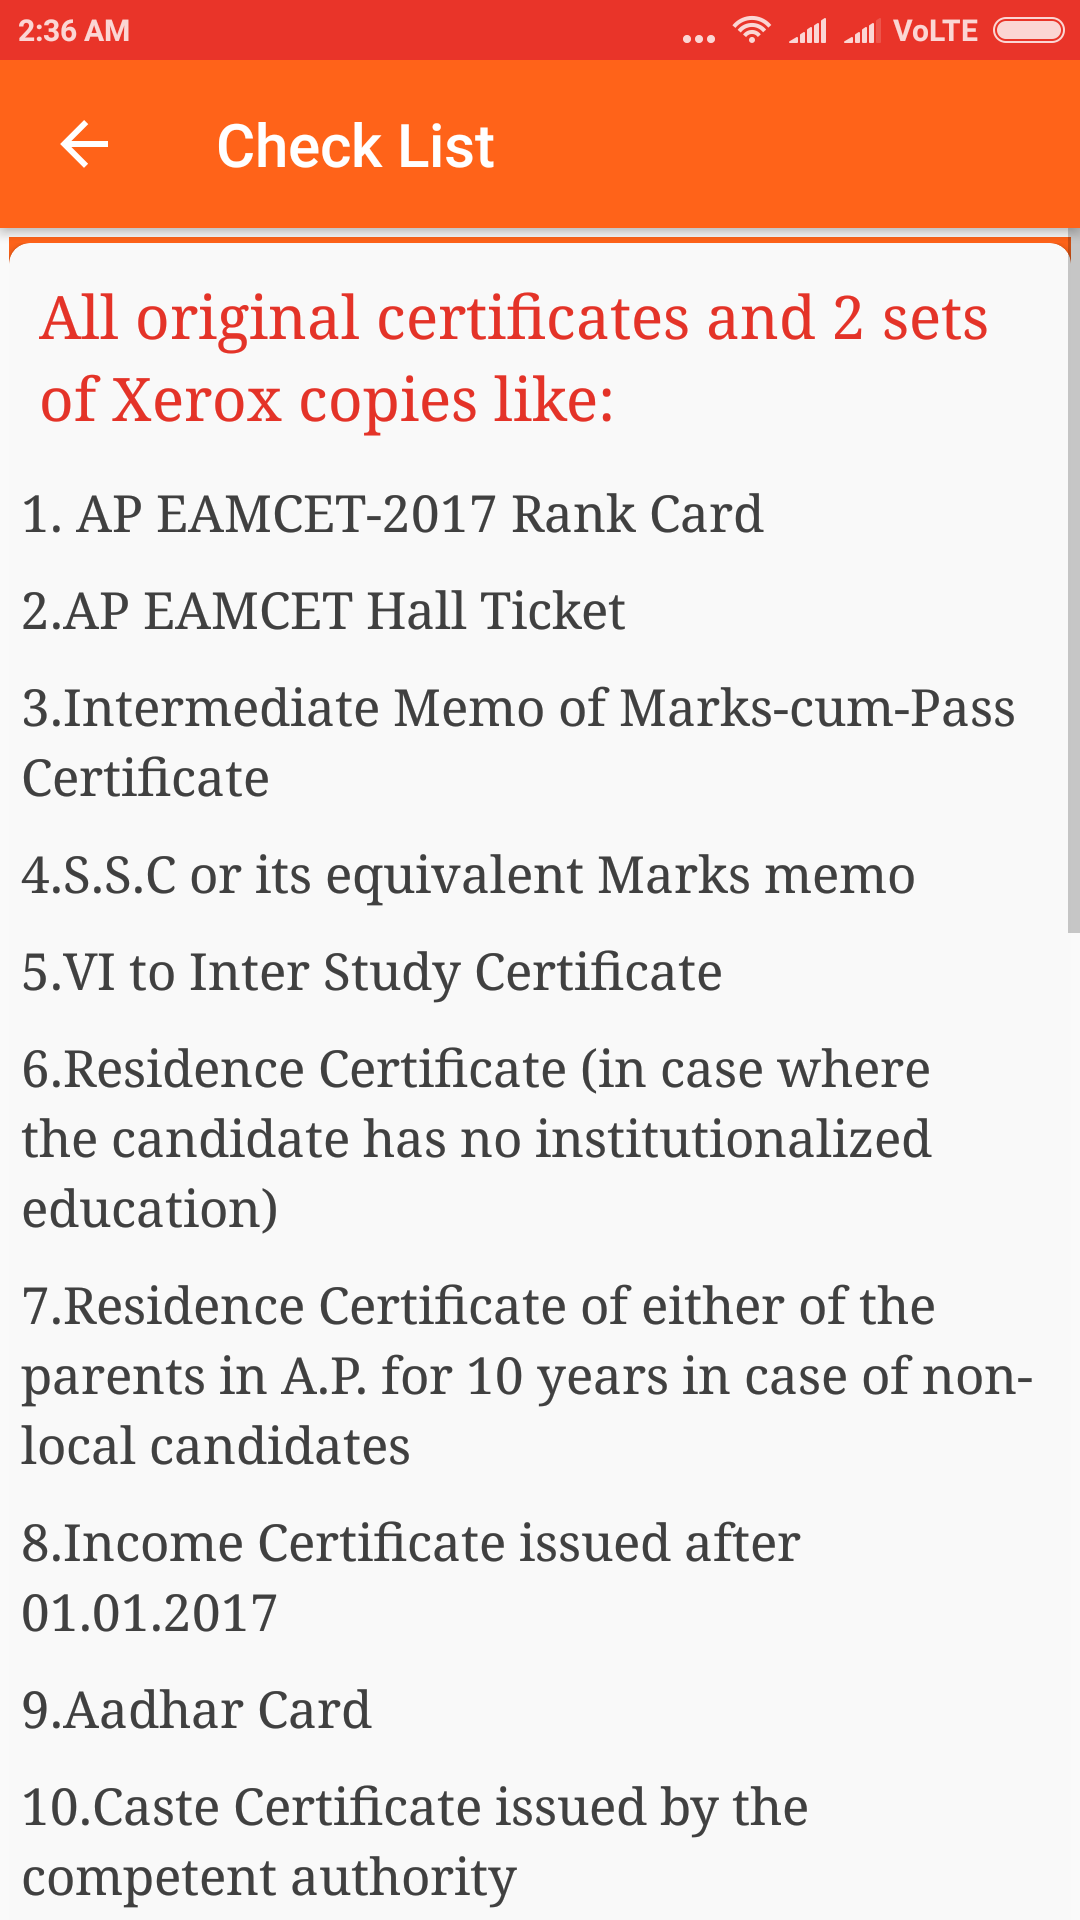 2:36 AM
VoLTE
Check List
All original certificates and 2 sets
of Xerox copies like:
1. AP EAMCET-2017 Rank Card
2.AP EAMCET Hall Ticket
3.Intermediate Memo of Marks-cum-Pass
Certificate
4.S.S.C or its equivalent Marks memo
5.VI to Inter Study Certificate
6.Residence Certificate (in case where
the candidate has no institutionalized
education)
7.Residence Certificate of either of the
parents in A.P. for 10 years in case of non-
local candidates
8.Income Certificate issued after
01.01.2017
9.Aadhar Card
10.Caste Certificate issued by the
competent authority